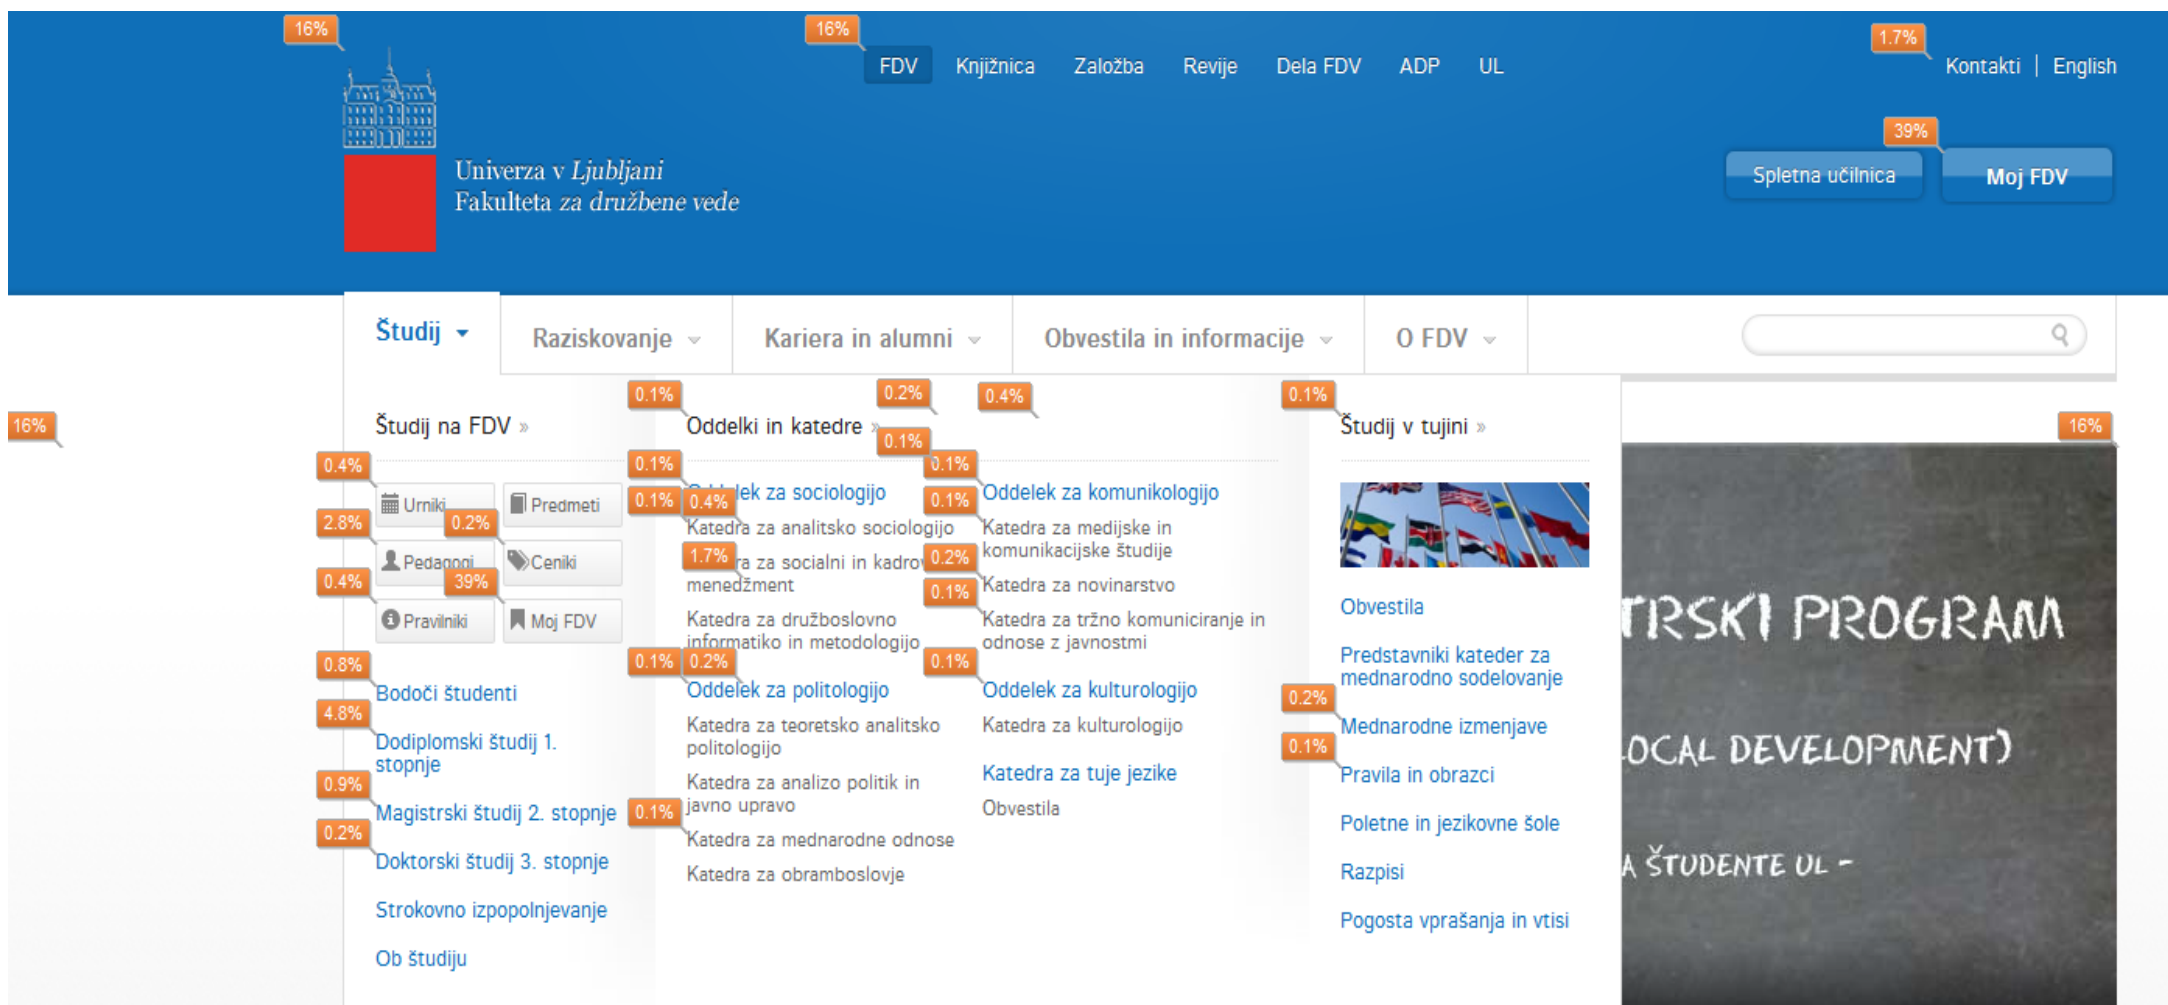 16%
16%
1.7%
FDV Knjižnica Založba Revije Dela FDV ADP UL
Kontakti | English
39%
Spletna učilnica Moj FDV
Univerza v Ljubljani
Fakulteta za družbene vede
Študij Raziskovanje Kariera in alumni Obvestila in informacije O FDV
0.1% 0.2% 0.4% 0.1%
16% 16%
Študij na FDV »
0.4%
Urniki Predmeti
2.8% 0.2%
Pedagogi Ceniki
0.4% 39%
Pravilniki Moj FDV
0.8%
Bodoči študenti
4.8%
Dodiplomski študij 1.
stopnje
0.9%
Magistrski študij 2. stopnje
0.2%
Doktorski študij 3. stopnje
Strokovno izpopolnjevanje
Ob študiju
Oddelki in katedre »
0.1%
0.1% 0.1%
Oddelek za sociologijo
0.1% 0.4%
Katedra za analitsko sociologijo
1.7%
za socialni in
menedžment
Katedra za družboslovno
informatiko in metodologijo
0.1% 0.2%
Oddelek za politologijo
Katedra za teoretsko analitsko
politologijo
Katedra za analizo politik in
javno upravo
0.1%
Katedra za mednarodne odnose
Katedra za obramboslovje
Oddelek za komunikologijo
0.1%
Katedra za medijske in
komunikacijske študije
0.2%
Katedra za novinarstvo
0.1%
Katedra za tržno komuniciranje in
odnose z javnostmi
0.1%
Oddelek za kulturologijo
Katedra za kulturologijo
Katedra za tuje jezike
Obvestila
Študij v tujini »
Obvestila
Predstavniki kateder za
mednarodno sodelovanje
0.2%
Mednarodne izmenjave
0.1%
Pravila in obrazci
Poletne in jezikovne šole
Razpisi
Pogosta vprašanja in vtisi
TRSKI PROGRAM
OCAL DEVELOPMENT)
A ŠTUDENTE UL -